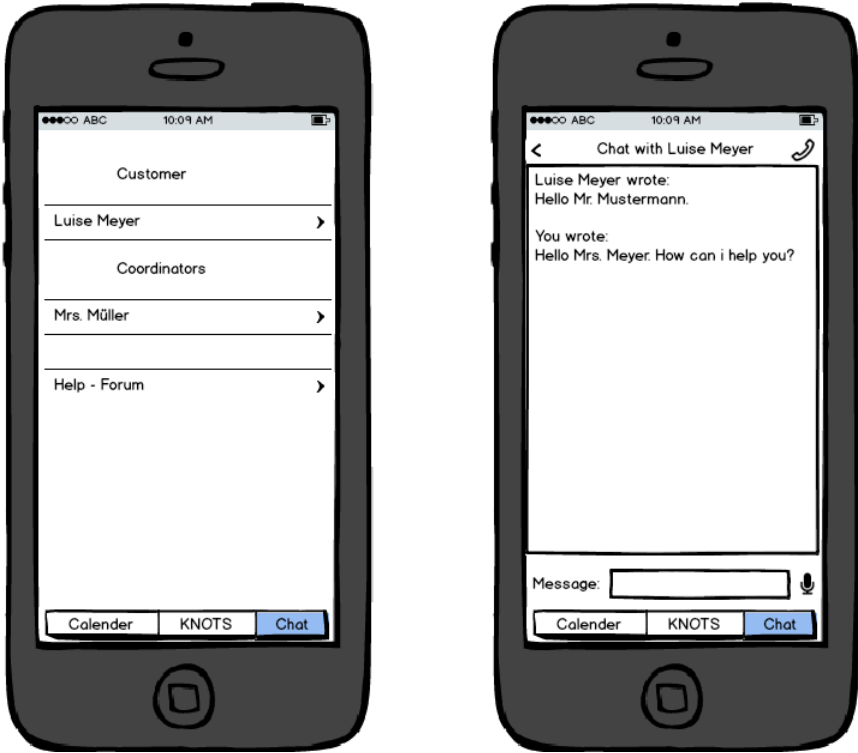 ABC 10:09 AM
Customer
Luise Meyer
Coordinators
Mrs. Müller
Help - Forum
Calender KNOTS Chat
ABC 10:09 AM
Chat with Luise Meyer
Luise Meyer wrote:
Hello Mr. Mustermann.
You wrote:
Hello Mrs. Meyer. How can i help you?
Message:
Calender KNOTS Chat